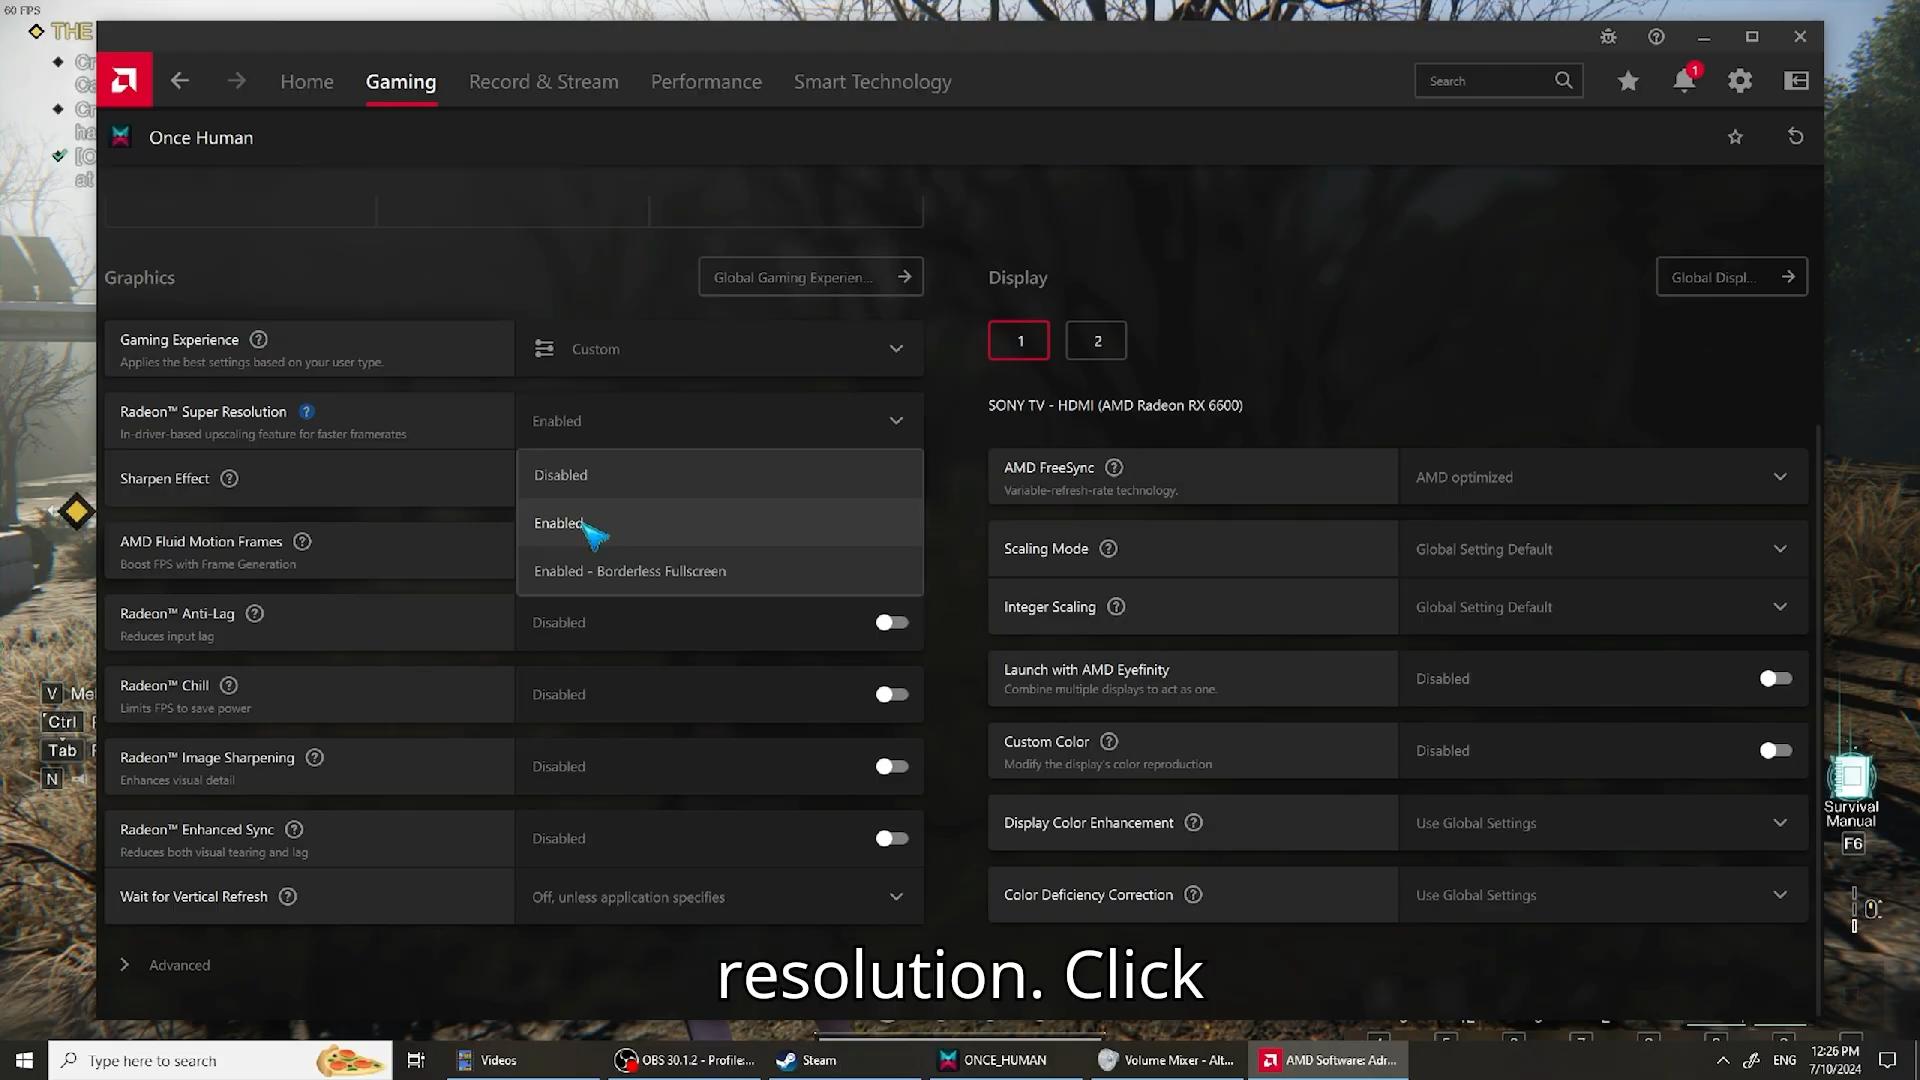 60 FPS
THE
Cr
Ca
Cr
ha
[O
at
Home
Gaming
Record & Stream
Performance
Smart Technology
Search
1
Once Human
Graphics
Global Gaming Experien...
Gaming Experience
Applies the best settings based on your user type.
Custom
Radeon™ Super Resolution
In-driver-based upscaling feature for faster framerates
Enabled
Sharpen Effect
Disabled
Enabled
Enabled - Borderless Fullscreen
AMD Fluid Motion Frames
Boost FPS with Frame Generation
Radeon™ Anti-Lag
Reduces input lag
Disabled
Radeon™ Chill
Limits FPS to save power
Disabled
Radeon™ Image Sharpening
Enhances visual detail
Disabled
Radeon™ Enhanced Sync
Reduces both visual tearing and lag
Disabled
Wait for Vertical Refresh
Off, unless application specifies
Advanced
Display
Global Displ...
1
2
SONY TV - HDMI (AMD Radeon RX 6600)
AMD FreeSync
Variable-refresh-rate technology.
AMD optimized
Scaling Mode
Global Setting Default
Integer Scaling
Global Setting Default
Launch with AMD Eyefinity
Combine multiple displays to act as one.
Disabled
Custom Color
Modify the display's color reproduction
Disabled
Display Color Enhancement
Use Global Settings
Color Deficiency Correction
Use Global Settings
V Me
Ctrl
Tab
N
Survival
Manual
F6
resolution. Click
Type here to search
Videos
OBS 30.1.2 - Profile:...
Steam
ONCE_HUMAN
Volume Mixer - Alt...
AMD Software: Adr...
ENG
12:26 PM
7/10/2024